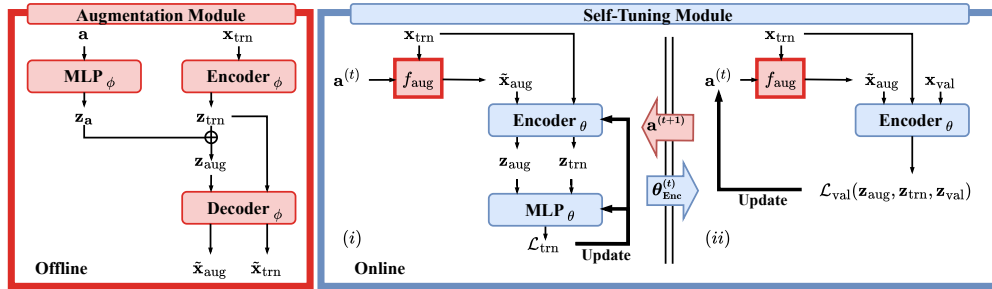 Augmentation Module
a
x_trn
MLP_ϕ
Encoder_ϕ
z_a
z_trn
z_aug
Decoder_ϕ
x̃_aug
x̃_trn
Offline
Self-Tuning Module
x_trn
a^(t)
f_aug
x̃_aug
Encoder_θ
z_aug
z_trn
MLP_θ
L_trn
Update
(i)
Online
a^(t+1)
θ_Enc^(t)
x_trn
a^(t)
f_aug
x̃_aug
x_val
Encoder_θ
L_val(z_aug, z_trn, z_val)
Update
(ii)